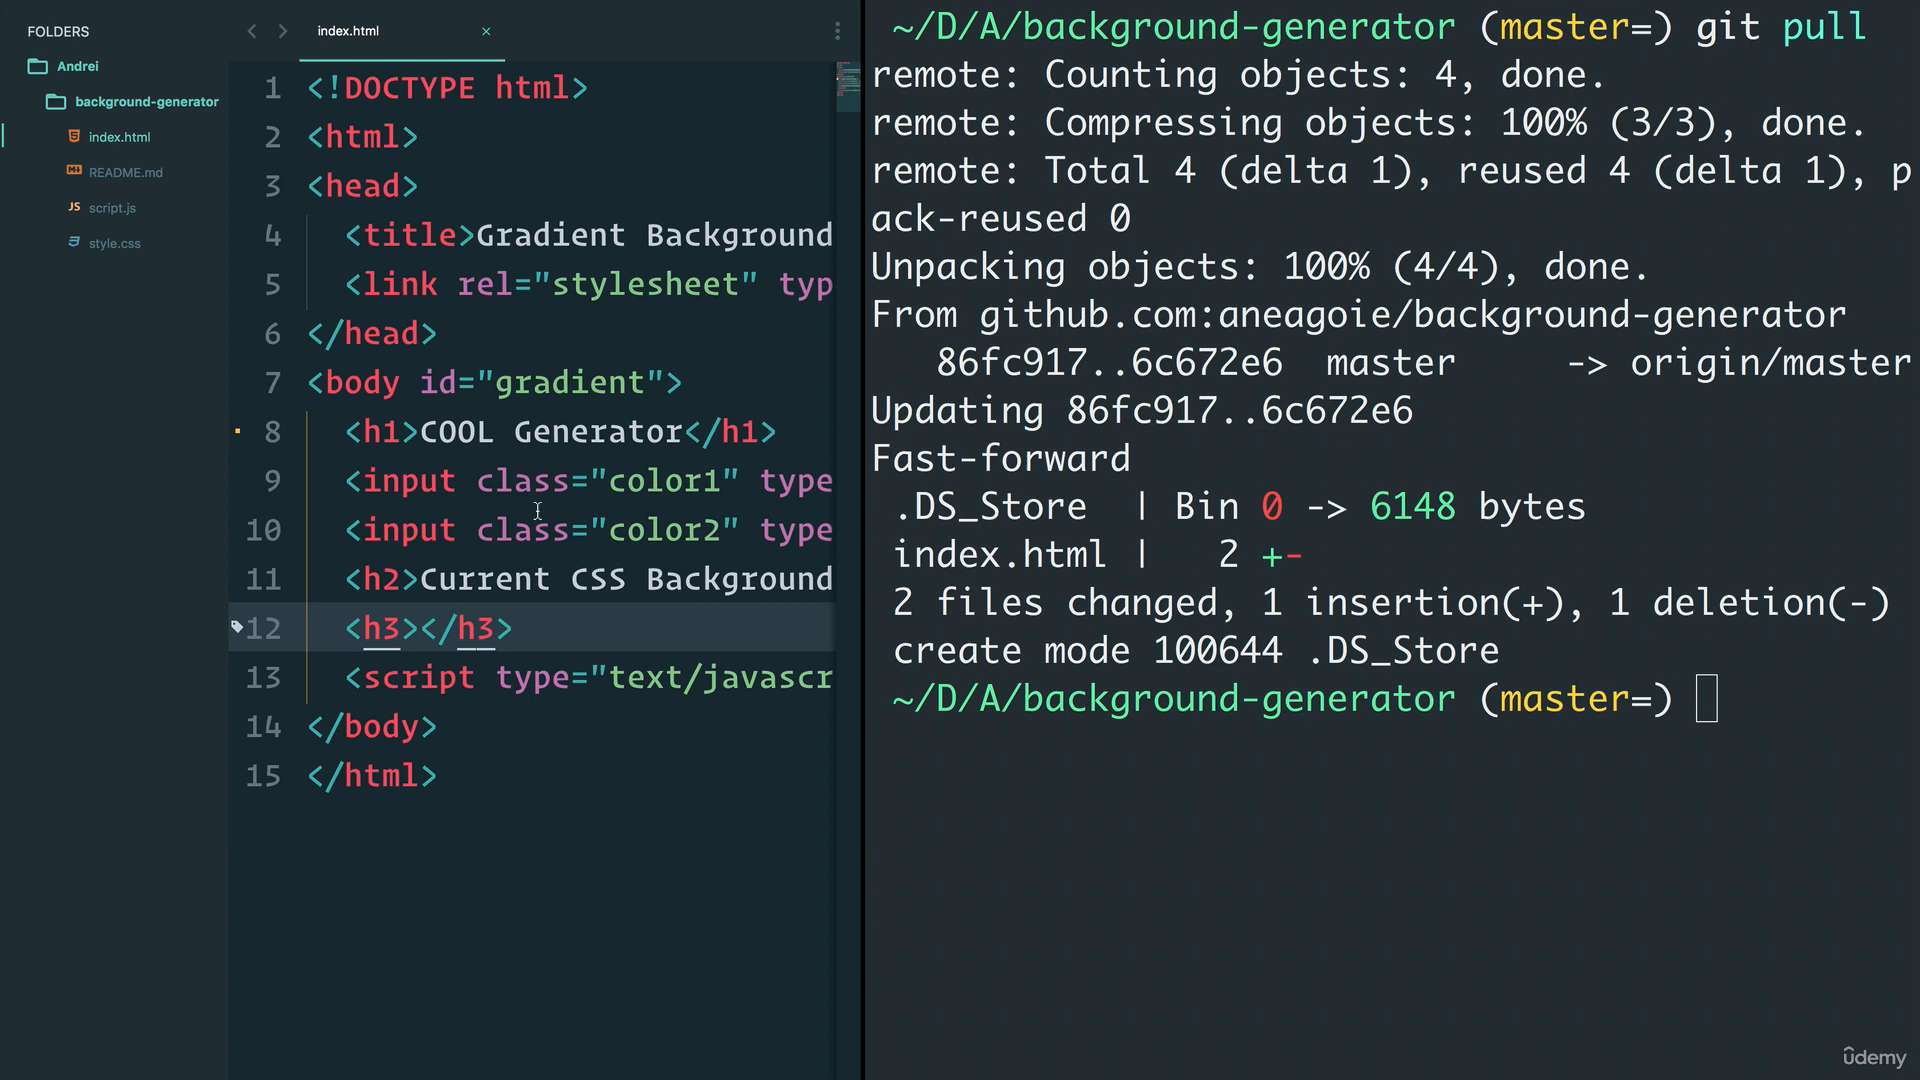 FOLDERS
Andrei
background-generator
index.html
README.md
JS script.js
style.css
index.html ×
1 <!DOCTYPE html>
2 <html>
3 <head>
4 <title>Gradient Background
5 <link rel="stylesheet" typ
6 </head>
7 <body id="gradient">
8 <h1>COOL Generator</h1>
9 <input class="color1" type
10 <input class="color2" type
11 <h2>Current CSS Background
12 <h3></h3>
13 <script type="text/javascr
14 </body>
15 </html>
~/D/A/background-generator (master=) git pull
remote: Counting objects: 4, done.
remote: Compressing objects: 100% (3/3), done.
remote: Total 4 (delta 1), reused 4 (delta 1), p
ack-reused 0
Unpacking objects: 100% (4/4), done.
From github.com:aneagoie/background-generator
86fc917..6c672e6 master -> origin/master
Updating 86fc917..6c672e6
Fast-forward
.DS_Store | Bin 0 -> 6148 bytes
index.html | 2 +-
2 files changed, 1 insertion(+), 1 deletion(-)
create mode 100644 .DS_Store
~/D/A/background-generator (master=)
ûdemy